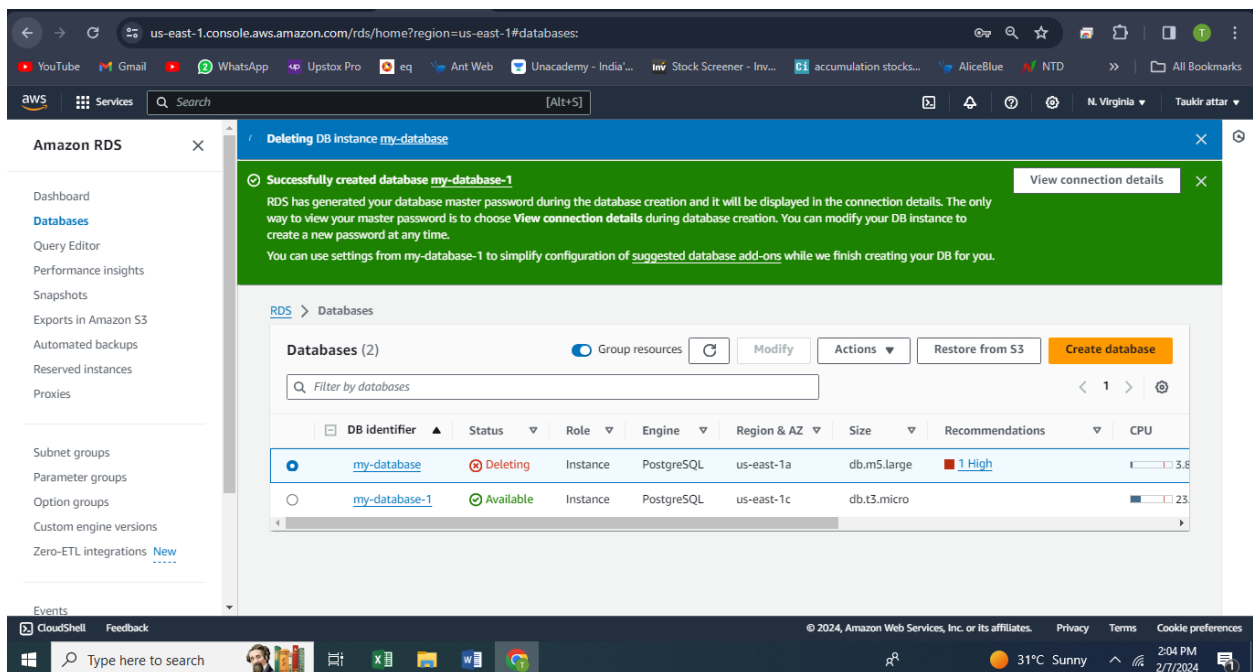 us-east-1.console.aws.amazon.com/rds/home?region=us-east-1#databases:
T
YouTube Gmail WhatsApp up Upstox Pro eq Ant Web Unacademy - India'... Inv Stock Screener - Inv... Ci accumulation stocks... AliceBlue NTD » All Bookmarks
aws Services Search [Alt+S] N. Virginia Taukir attar
Amazon RDS
Dashboard
Databases
Query Editor
Performance insights
Snapshots
Exports in Amazon S3
Automated backups
Reserved instances
Proxies
Subnet groups
Parameter groups
Option groups
Custom engine versions
Zero-ETL integrations New
Events
Deleting DB instance my-database
Successfully created database my-database-1
View connection details
RDS has generated your database master password during the database creation and it will be displayed in the connection details. The only
way to view your master password is to choose View connection details during database creation. You can modify your DB instance to
create a new password at any time.
You can use settings from my-database-1 to simplify configuration of suggested database add-ons while we finish creating your DB for you.
RDS > Databases
Databases (2) Group resources Modify Actions Restore from S3 Create database
Filter by databases < 1 >
DB identifier Status Role Engine Region & AZ Size Recommendations CPU
my-database Deleting Instance PostgreSQL us-east-1a db.m5.large 1 High 3.8
my-database-1 Available Instance PostgreSQL us-east-1c db.t3.micro 23.
CloudShell Feedback © 2024, Amazon Web Services, Inc. or its affiliates. Privacy Terms Cookie preferences
Type here to search 31°C Sunny 2:04 PM
2/7/2024